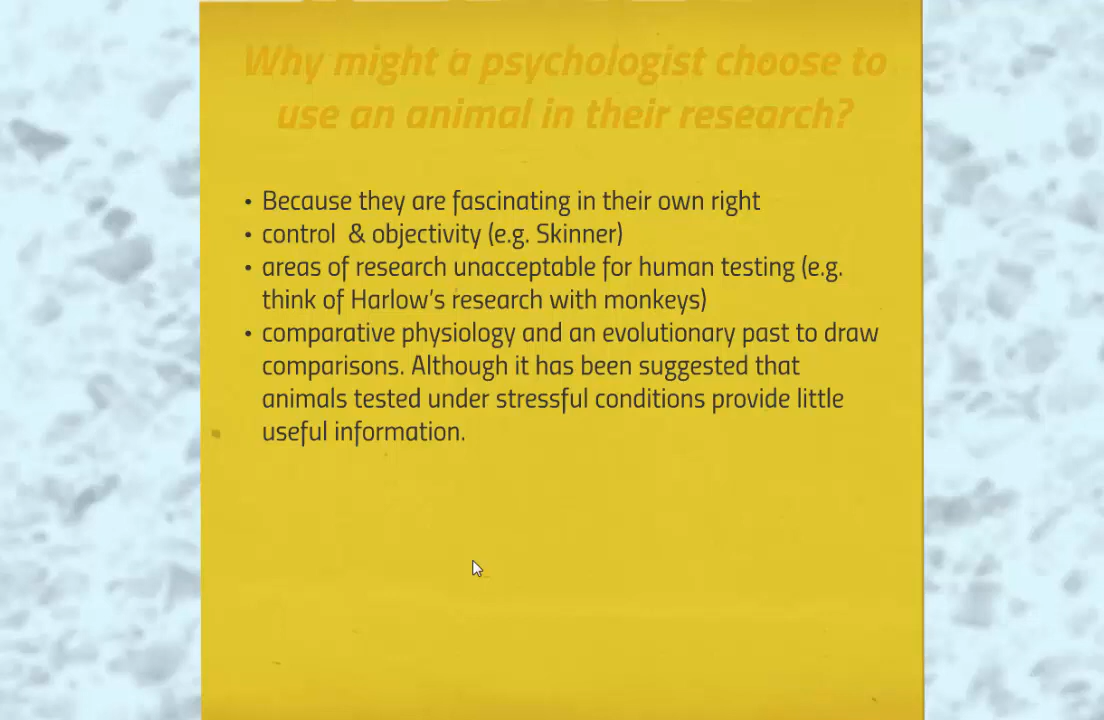 Why might a psychologist choose to
use an animal in their research?
• Because they are fascinating in their own right
• control & objectivity (e.g. Skinner)
• areas of research unacceptable for human testing (e.g.
think of Harlow's research with monkeys)
• comparative physiology and an evolutionary past to draw
comparisons. Although it has been suggested that
animals tested under stressful conditions provide little
useful information.